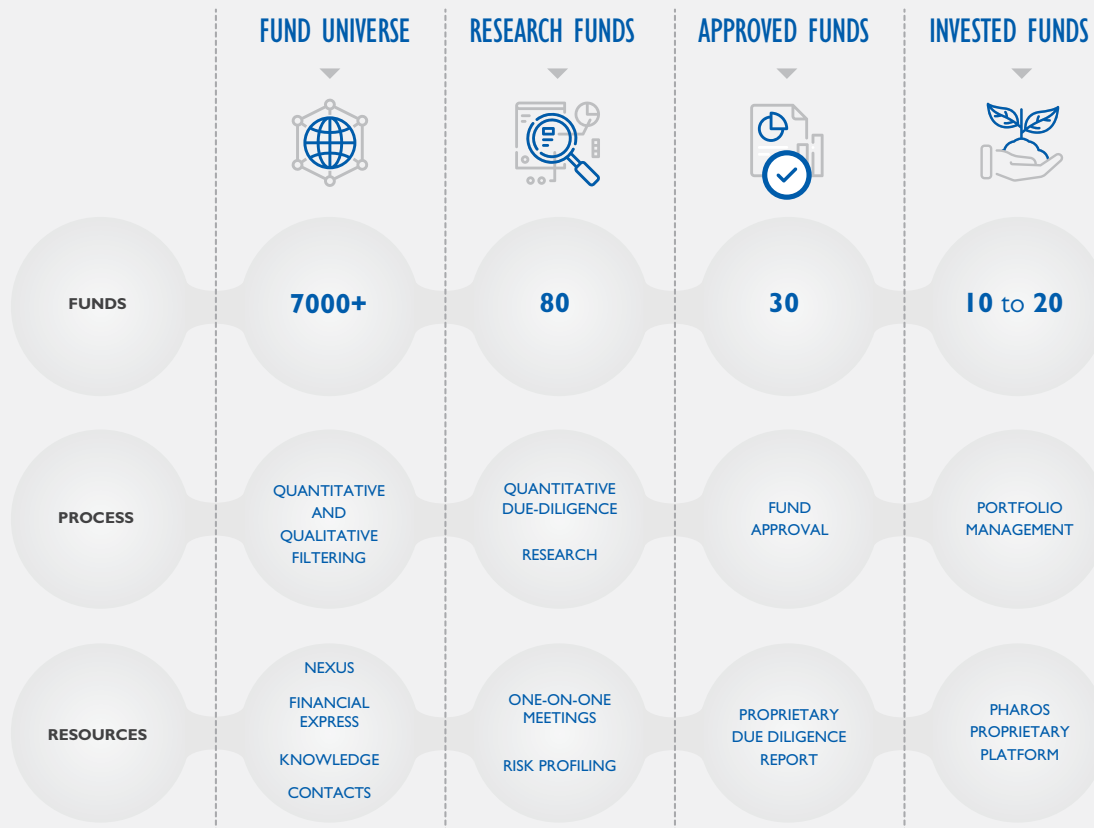 FUND UNIVERSE
RESEARCH FUNDS
APPROVED FUNDS
INVESTED FUNDS
FUNDS
7000+
80
30
10 to 20
PROCESS
QUANTITATIVE
AND
QUALITATIVE
FILTERING
QUANTITATIVE
DUE-DILIGENCE
RESEARCH
FUND
APPROVAL
PORTFOLIO
MANAGEMENT
RESOURCES
NEXUS
FINANCIAL
EXPRESS
KNOWLEDGE
CONTACTS
ONE-ON-ONE
MEETINGS
RISK PROFILING
PROPRIETARY
DUE DILIGENCE
REPORT
PHAROS
PROPRIETARY
PLATFORM